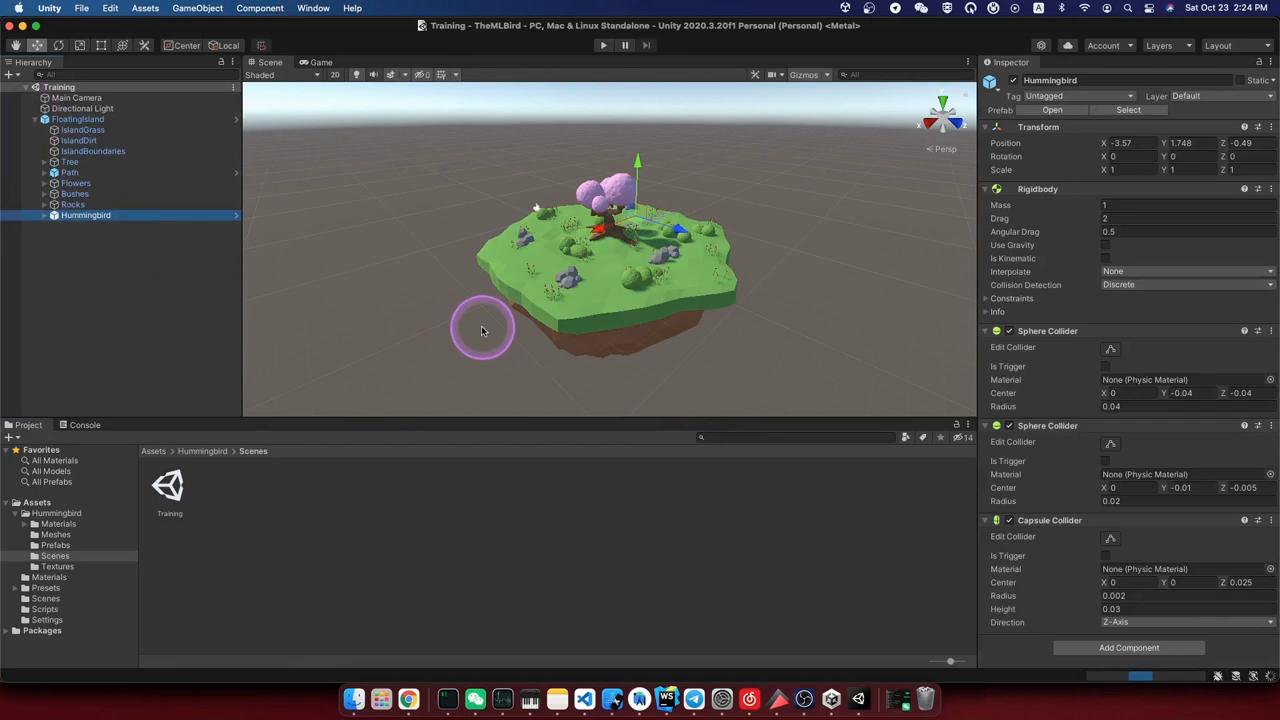 Unity File Edit Assets GameObject Component Window Help Sat Oct 23 2:24 PM
Training - TheMLBird - PC, Mac & Linux Standalone - Unity 2020.3.20f1 Personal (Personal) <Metal>
Center Local Account Layers Layout
Hierarchy
All
Training
Main Camera
Directional Light
FloatingIsland
IslandGrass
IslandDirt
IslandBoundaries
Tree
Path
Flowers
Bushes
Rocks
Hummingbird
Scene Game
Shaded 2D 0 Gizmos All
y
x z
Persp
Inspector
Hummingbird Static
Tag Untagged Layer Default
Prefab Open Select
Transform
Position X -3.57 Y 1.748 Z -0.49
Rotation X 0 Y 0 Z 0
Scale X 1 Y 1 Z 1
Rigidbody
Mass 1
Drag 2
Angular Drag 0.5
Use Gravity
Is Kinematic
Interpolate None
Collision Detection Discrete
Constraints
Info
Sphere Collider
Edit Collider
Is Trigger
Material None (Physic Material)
Center X 0 Y -0.04 Z -0.04
Radius 0.04
Sphere Collider
Edit Collider
Is Trigger
Material None (Physic Material)
Center X 0 Y -0.01 Z -0.005
Radius 0.02
Capsule Collider
Edit Collider
Is Trigger
Material None (Physic Material)
Center X 0 Y 0 Z 0.025
Radius 0.002
Height 0.03
Direction Z-Axis
Add Component
Project Console
14
Favorites
All Materials
All Models
All Prefabs
Assets
Hummingbird
Materials
Meshes
Prefabs
Scenes
Textures
Materials
Presets
Scenes
Scripts
Settings
Packages
Assets Hummingbird Scenes
Training
WS